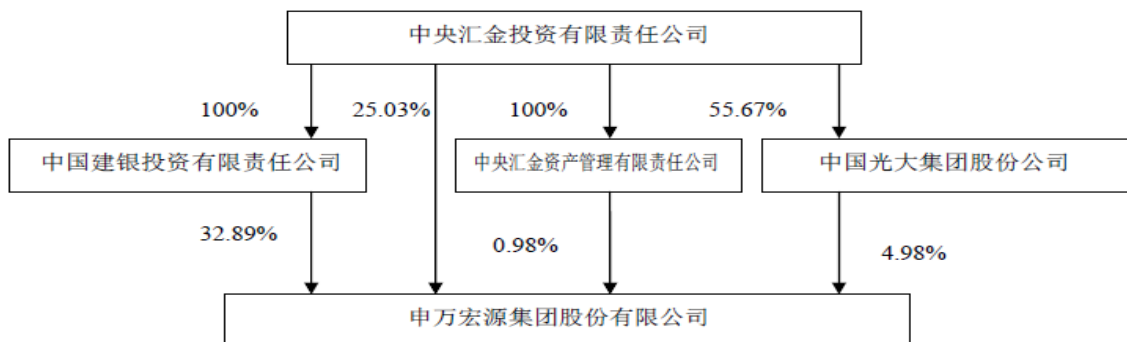 中央汇金投资有限责任公司
100%
25.03%
100%
55.67%
中国建银投资有限责任公司
中央汇金资产管理有限责任公司
中国光大集团股份公司
32.89%
0.98%
4.98%
申万宏源集团股份有限公司